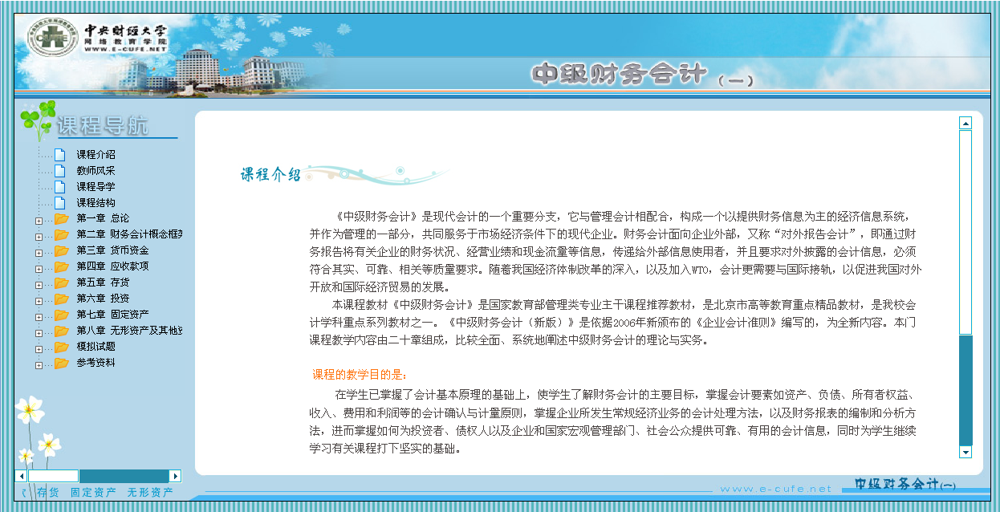 中央财经大学
网络教育学院
WWW.E-CUFE.NET
CUFE
中级财务会计（一）
课程导航
课程介绍
教师风采
课程导学
课程结构
第一章 总论
第二章 财务会计概念框架
第三章 货币资金
第四章 应收款项
第五章 存货
第六章 投资
第七章 固定资产
第八章 无形资产及其他资
模拟试题
参考资料
课程介绍
《中级财务会计》是现代会计的一个重要分支，它与管理会计相配合，构成一个以提供财务信息为主的经济信息系统，
并作为管理的一部分，共同服务于市场经济条件下的现代企业。财务会计面向企业外部，又称“对外报告会计”，即通过财
务报告将有关企业的财务状况、经营业绩和现金流量等信息，传递给外部信息使用者，并且要求对外披露的会计信息，必须
符合其实、可靠、相关等质量要求。随着我国经济体制改革的深入，以及加入WTO，会计更需要与国际接轨，以促进我国对外
开放和国际经济贸易的发展。
本课程教材《中级财务会计》是国家教育部管理类专业主干课程推荐教材，是北京市高等教育重点精品教材，是我校会
计学科重点系列教材之一。《中级财务会计（新版）》是依据2006年新颁布的《企业会计准则》编写的，为全新内容。本门
课程教学内容由二十章组成，比较全面、系统地阐述中级财务会计的理论与实务。
课程的教学目的是：
在学生已掌握了会计基本原理的基础上，使学生了解财务会计的主要目标，掌握会计要素如资产、负债、所有者权益、
收入、费用和利润等的会计确认与计量原则，掌握企业所发生常规经济业务的会计处理方法，以及财务报表的编制和分析方
法，进而掌握如何为投资者、债权人以及企业和国家宏观管理部门、社会公众提供可靠、有用的会计信息，同时为学生继续
学习有关课程打下坚实的基础。
存货 固定资产 无形资产
www.e-cufe.net
中级财务会计(一)